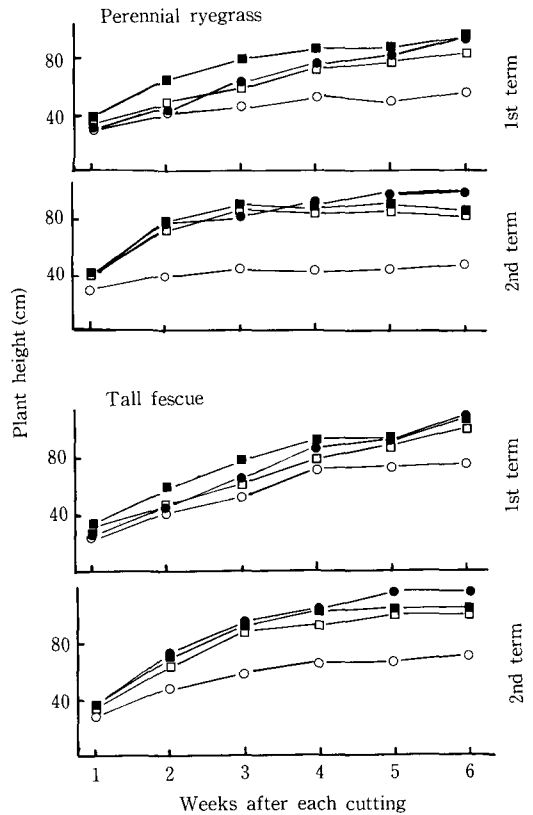 Perennial ryegrass
80
40
1st term
80
40
2nd term
Plant height (cm)
Tall fescue
80
40
1st term
80
40
2nd term
1 2 3 4 5 6
Weeks after each cutting